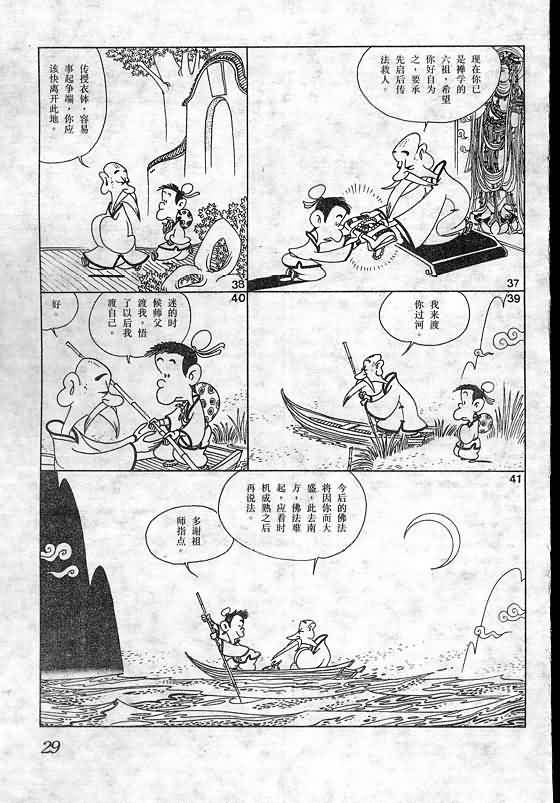 现在你已
是禅学的
六祖，希望
你好自为
之，要承
先启后传
法救人。
37
传授衣钵，容易
事起争端，你应
该快离开此地。
38
我来渡
你过河。
39
迷的时
候师父
渡我，悟
了以后我
渡自己。
好。
40
今后的佛法
将因你而大
盛，此去南
方，佛法难
起，应看时
机成熟之后
再说法。
多谢祖
师指点。
41
29